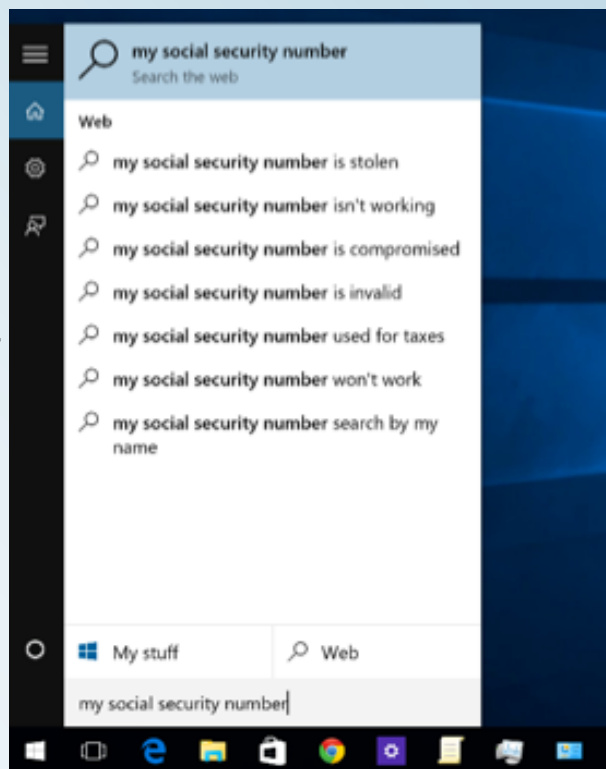 my social security number
Search the web
Web
my social security number is stolen
my social security number isn't working
my social security number is compromised
my social security number is invalid
my social security number used for taxes
my social security number won't work
my social security number search by my
name
My stuff
Web
my social security number